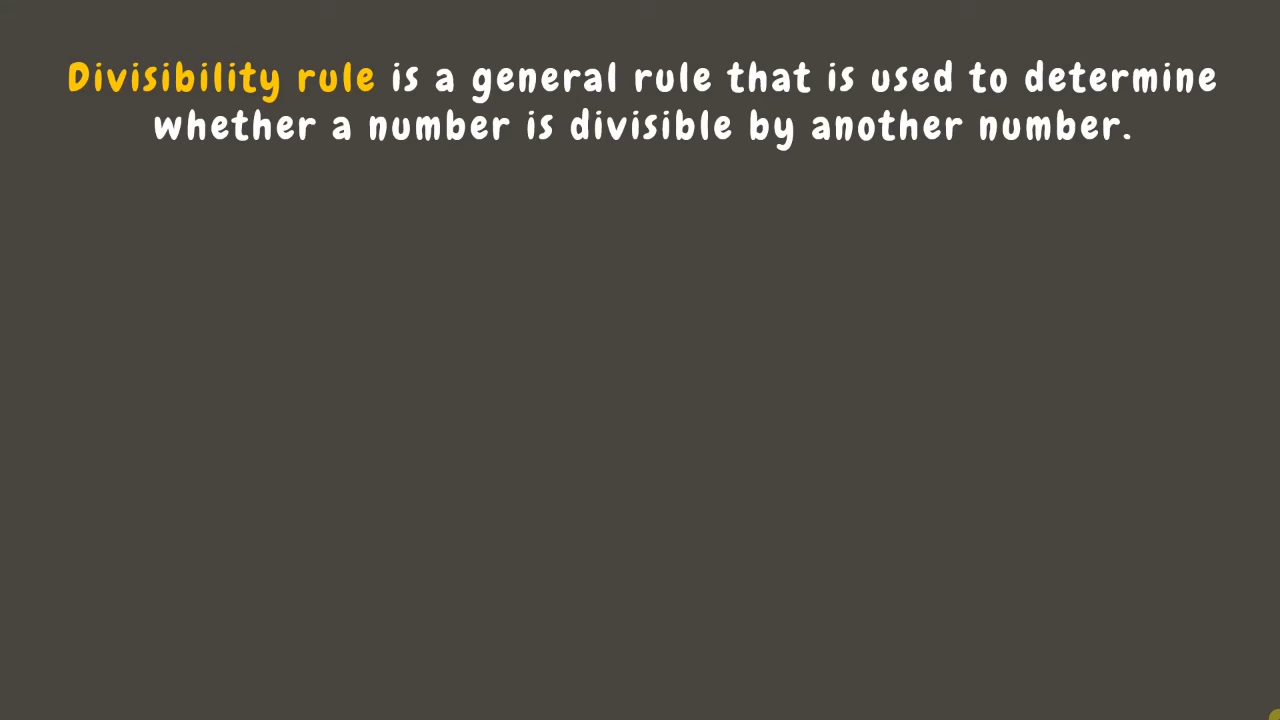 Divisibility rule is a general rule that is used to determine
whether a number is divisible by another number.